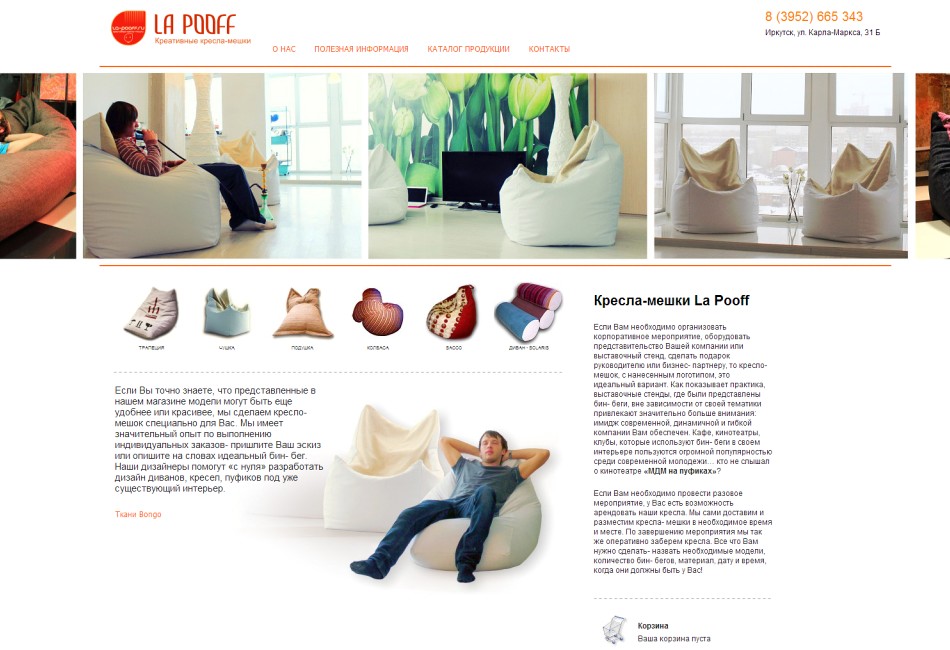 la-pooff.ru
LA POOFF
Креативные кресла-мешки
О НАС
ПОЛЕЗНАЯ ИНФОРМАЦИЯ
КАТАЛОГ ПРОДУКЦИИ
КОНТАКТЫ
8 (3952) 665 343
Иркутск, ул. Карла-Маркса, 31 Б
ТРАПЕЦИЯ
ЧУШКА
ПОДУШКА
КОЛБАСА
SACCO
ДИВАН - SOLARIS
Если Вы точно знаете, что представленные в
нашем магазине модели могут быть еще
удобнее или красивее, мы сделаем кресло-
мешок специально для Вас. Мы имеет
значительный опыт по выполнению
индивидуальных заказов- пришлите Ваш эскиз
или опишите на словах идеальный бин- бег.
Наши дизайнеры помогут «с нуля» разработать
дизайн диванов, кресел, пуфиков под уже
существующий интерьер.
Ткани Bongo
Кресла-мешки La Pooff
Если Вам необходимо организовать
корпоративное мероприятие, оборудовать
представительство Вашей компании или
выставочный стенд, сделать подарок
руководителю или бизнес- партнеру, то кресло-
мешок, с нанесенным логотипом, это
идеальный вариант. Как показывает практика,
выставочные стенды, где были представлены
бин- беги, вне зависимости от своей тематики
привлекают значительно больше внимания:
имидж современной, динамичной и гибкой
компании Вам обеспечен. Кафе, кинотеатры,
клубы, которые используют бин- беги в своем
интерьере пользуются огромной популярностью
среди современной молодежи... кто не слышал
о кинотеатре «МДМ на пуфиках»?
Если Вам необходимо провести разовое
мероприятие, у Вас есть возможность
арендовать наши кресла. Мы сами доставим и
разместим кресла- мешки в необходимое время
и месте. По завершению мероприятия мы так
же оперативно заберем кресла. Все что Вам
нужно сделать- назвать необходимые модели,
количество бин- бегов, материал, дату и время,
когда они должны быть у Вас!
Корзина
Ваша корзина пуста